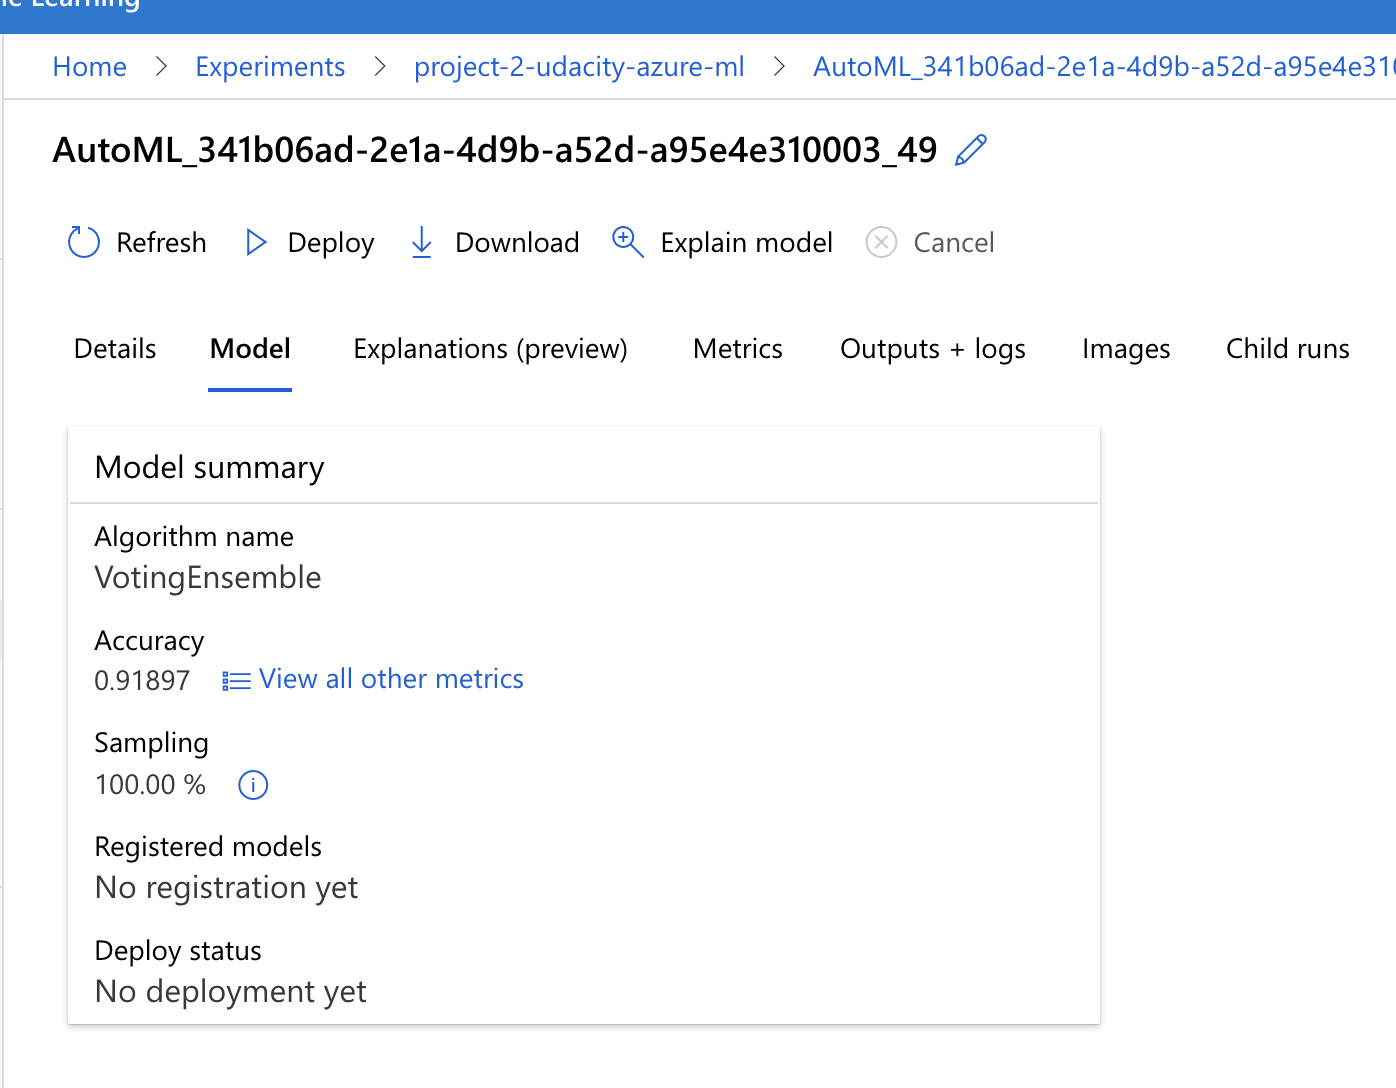 Learning
Home > Experiments > project-2-udacity-azure-ml > AutoML_341b06ad-2e1a-4d9b-a52d-a95e4e310
AutoML_341b06ad-2e1a-4d9b-a52d-a95e4e310003_49
Refresh Deploy Download Explain model Cancel
Details Model Explanations (preview) Metrics Outputs + logs Images Child runs
Model summary
Algorithm name
VotingEnsemble
Accuracy
0.91897 View all other metrics
Sampling
100.00 %
Registered models
No registration yet
Deploy status
No deployment yet